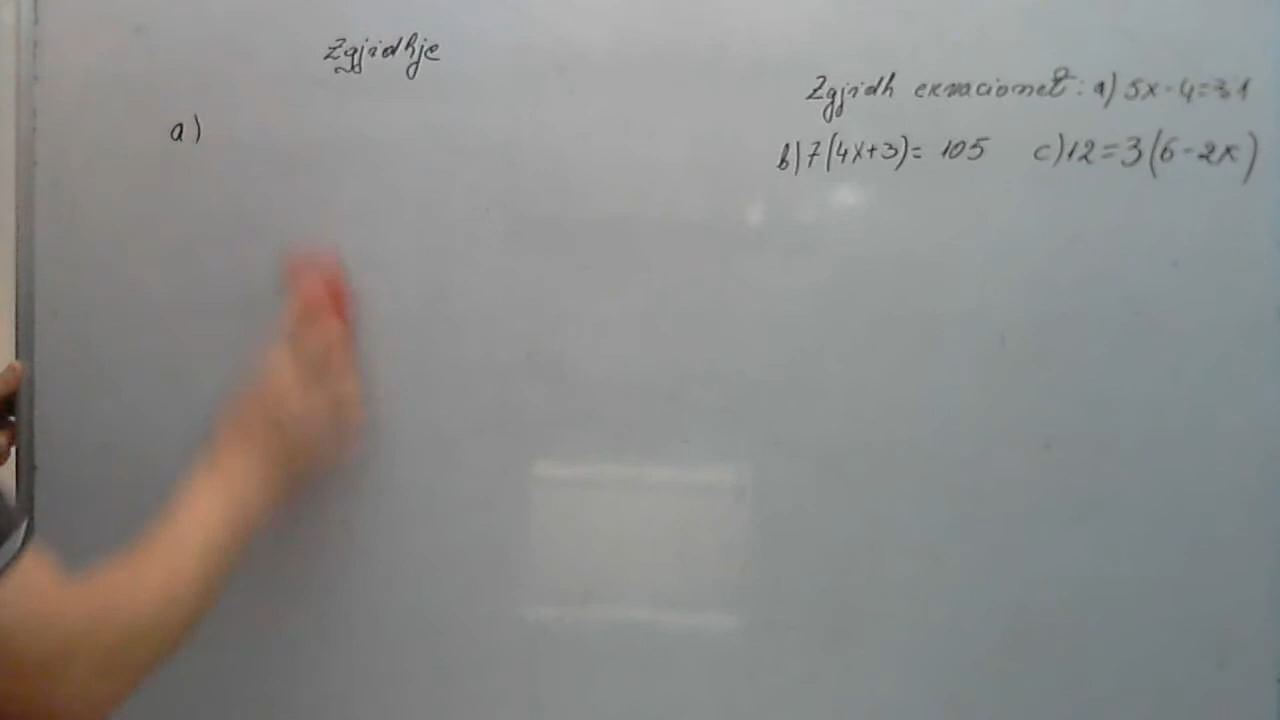 Zgjidhje
Zgjidh ekuacionet: a) 5x-4=31
a)
b) 7(4x+3)= 105 c) 12=3(6-2x)